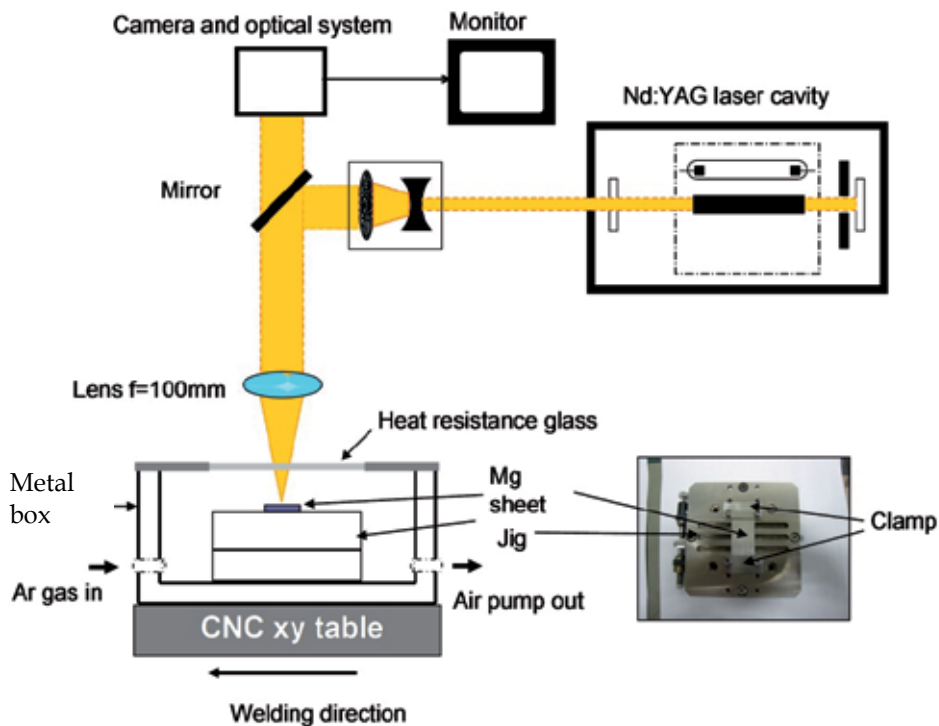 Camera and optical system
Monitor
Nd:YAG laser cavity
Mirror
Lens f=100mm
Heat resistance glass
Metal
box
Mg
sheet
Jig
Clamp
Ar gas in
Air pump out
CNC xy table
Welding direction